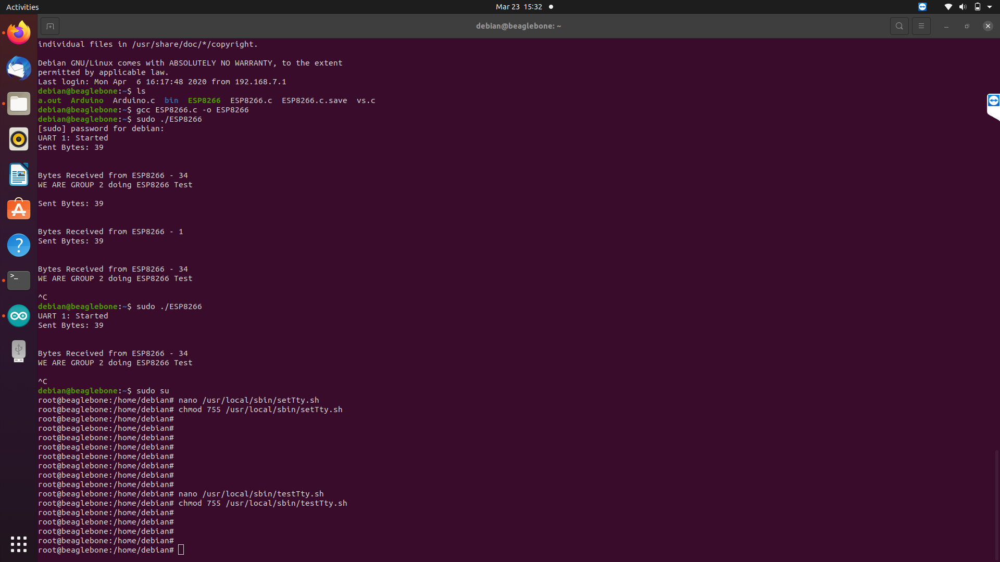 Activities
Mar 23 15:32
debian@beaglebone: ~
individual files in /usr/share/doc/*/copyright.
Debian GNU/Linux comes with ABSOLUTELY NO WARRANTY, to the extent
permitted by applicable law.
Last login: Mon Apr  6 16:17:48 2020 from 192.168.7.1
debian@beaglebone:~$ ls
a.out  Arduino  Arduino.c  bin  ESP8266  ESP8266.c  ESP8266.c.save  vs.c
debian@beaglebone:~$ gcc ESP8266.c -o ESP8266
debian@beaglebone:~$ sudo ./ESP8266
[sudo] password for debian:
UART 1: Started
Sent Bytes: 39
Bytes Received from ESP8266 - 34
WE ARE GROUP 2 doing ESP8266 Test
Sent Bytes: 39
Bytes Received from ESP8266 - 1
Sent Bytes: 39
Bytes Received from ESP8266 - 34
WE ARE GROUP 2 doing ESP8266 Test
^C
debian@beaglebone:~$ sudo ./ESP8266
UART 1: Started
Sent Bytes: 39
Bytes Received from ESP8266 - 34
WE ARE GROUP 2 doing ESP8266 Test
^C
debian@beaglebone:~$ sudo su
root@beaglebone:/home/debian# nano /usr/local/sbin/setTty.sh
root@beaglebone:/home/debian# chmod 755 /usr/local/sbin/setTty.sh
root@beaglebone:/home/debian#
root@beaglebone:/home/debian#
root@beaglebone:/home/debian#
root@beaglebone:/home/debian#
root@beaglebone:/home/debian#
root@beaglebone:/home/debian#
root@beaglebone:/home/debian#
root@beaglebone:/home/debian#
root@beaglebone:/home/debian# nano /usr/local/sbin/testTty.sh
root@beaglebone:/home/debian# chmod 755 /usr/local/sbin/testTty.sh
root@beaglebone:/home/debian#
root@beaglebone:/home/debian#
root@beaglebone:/home/debian#
root@beaglebone:/home/debian#
root@beaglebone:/home/debian#